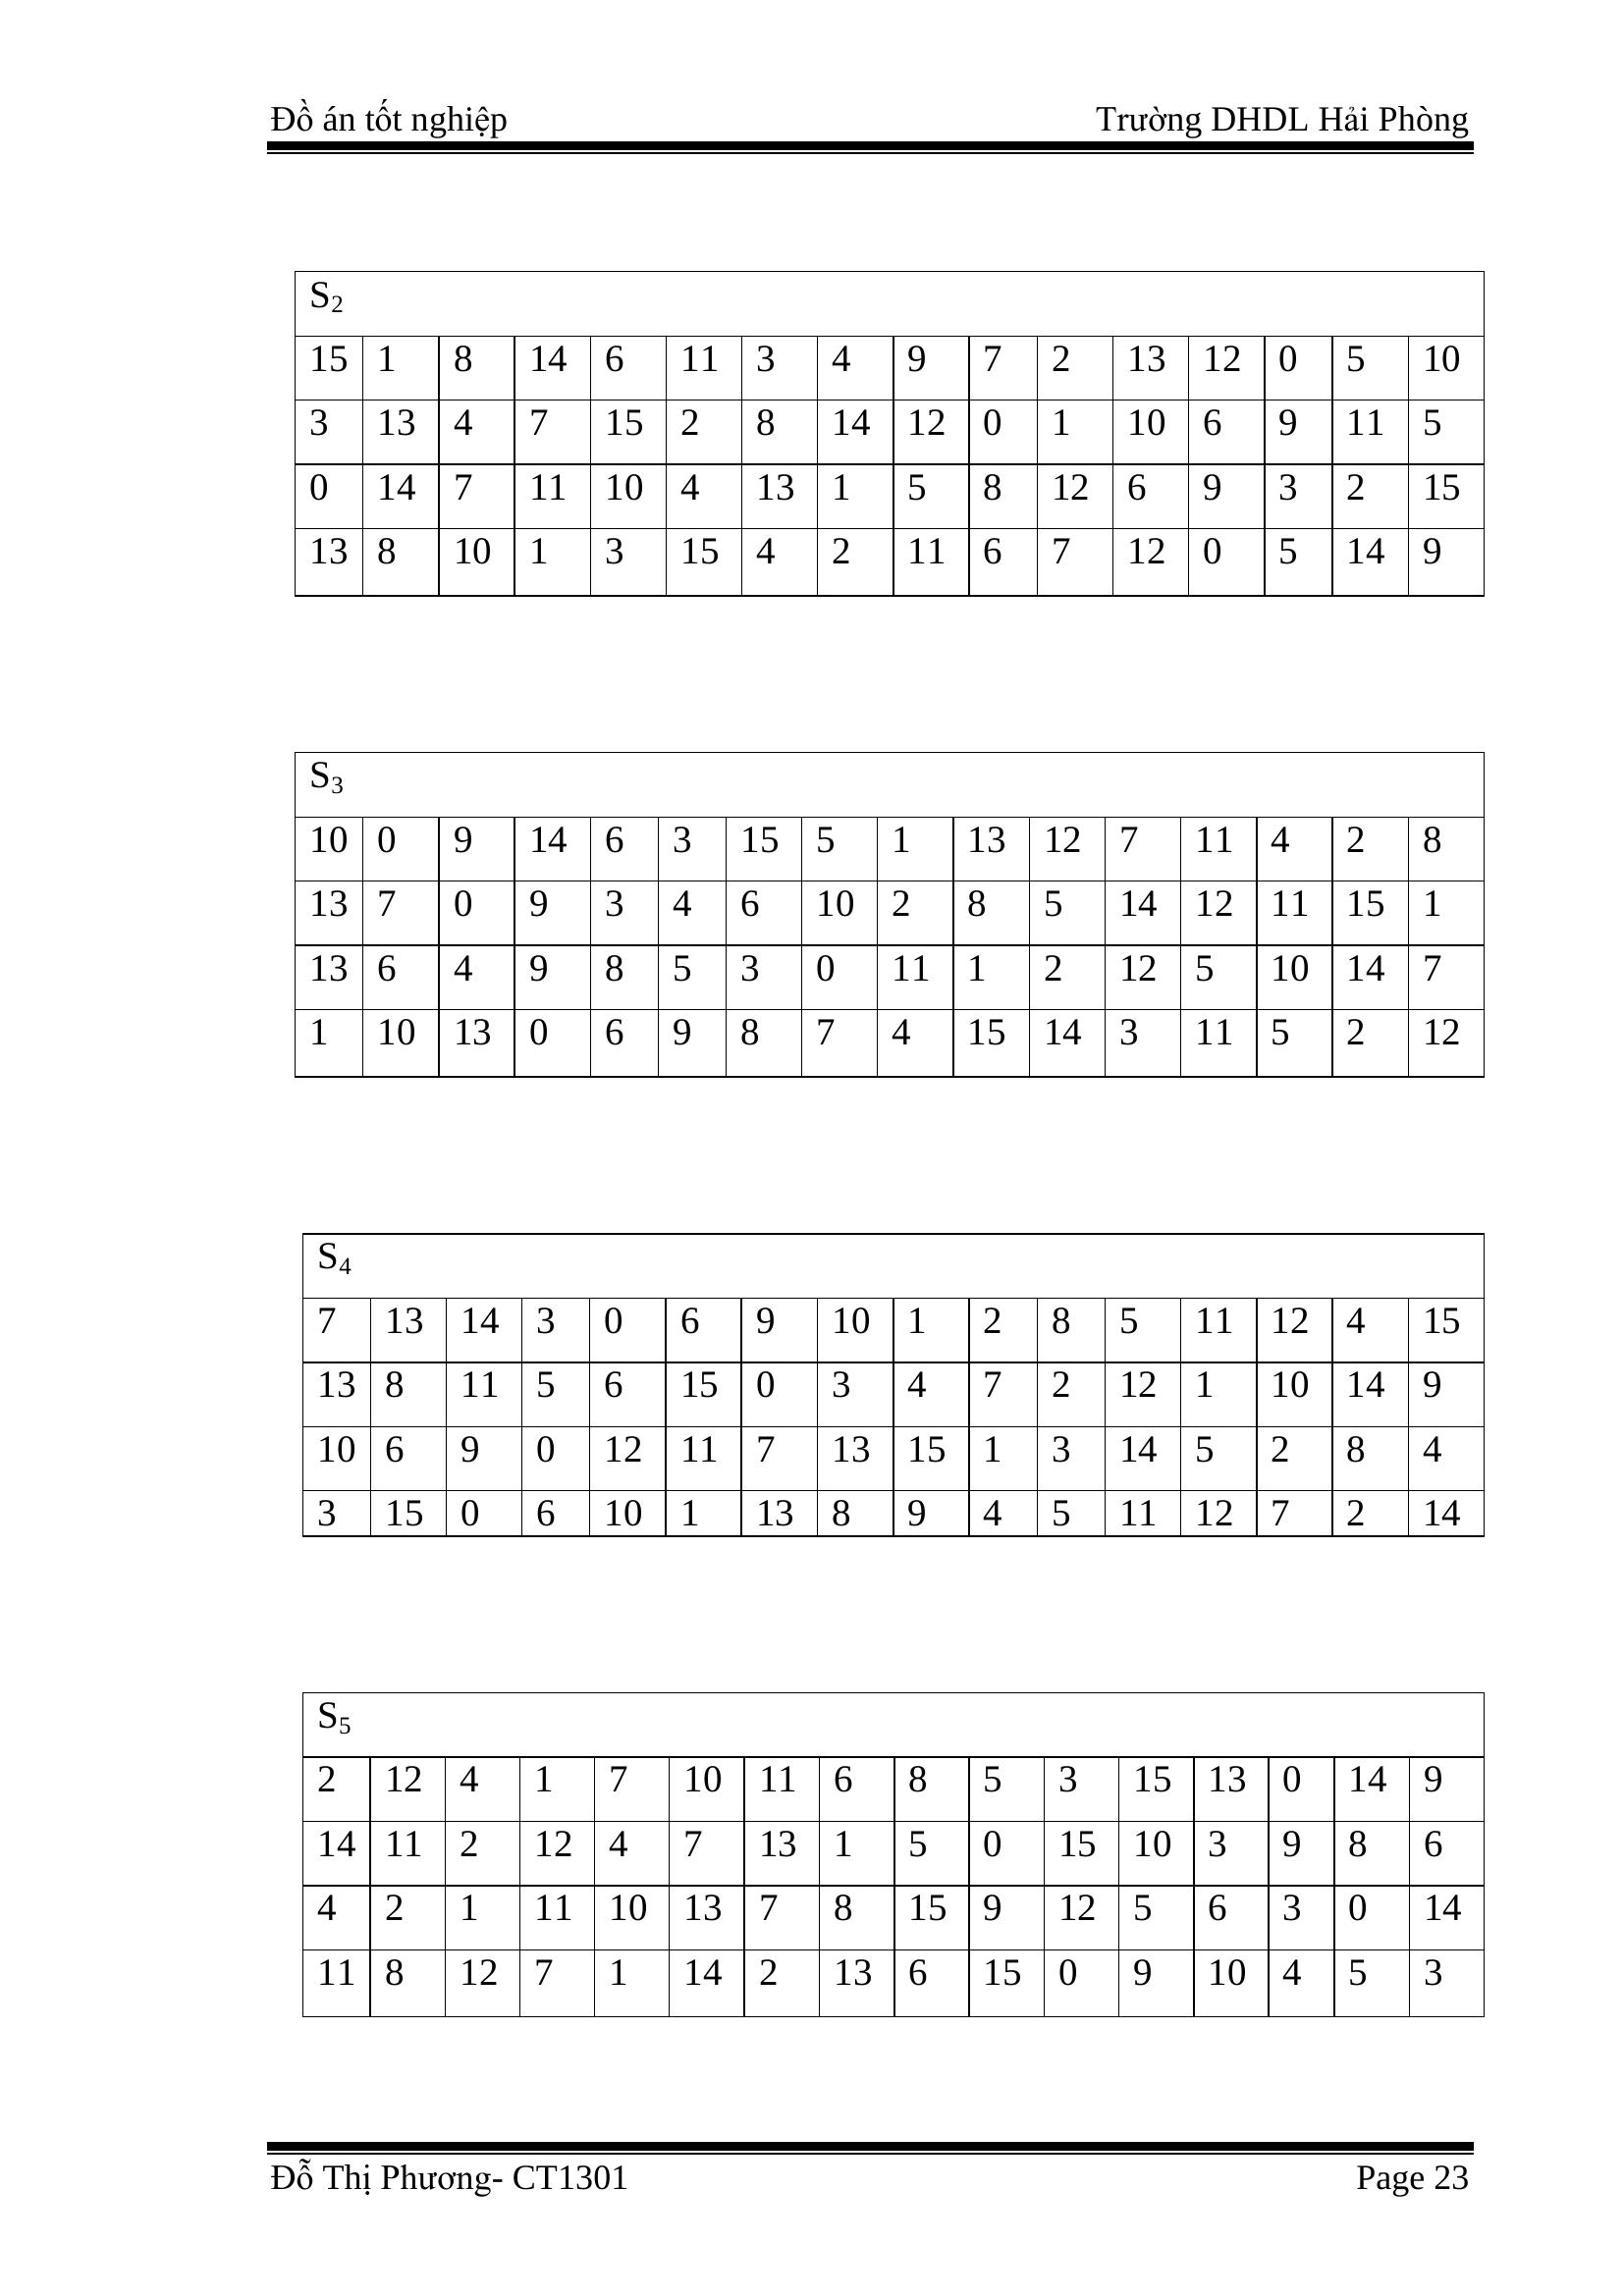 Đồ án tốt nghiệp Trường DHDL Hải Phòng
S2
15 1 8 14 6 11 3 4 9 7 2 13 12 0 5 10
3 13 4 7 15 2 8 14 12 0 1 10 6 9 11 5
0 14 7 11 10 4 13 1 5 8 12 6 9 3 2 15
13 8 10 1 3 15 4 2 11 6 7 12 0 5 14 9
S3
10 0 9 14 6 3 15 5 1 13 12 7 11 4 2 8
13 7 0 9 3 4 6 10 2 8 5 14 12 11 15 1
13 6 4 9 8 5 3 0 11 1 2 12 5 10 14 7
1 10 13 0 6 9 8 7 4 15 14 3 11 5 2 12
S4
7 13 14 3 0 6 9 10 1 2 8 5 11 12 4 15
13 8 11 5 6 15 0 3 4 7 2 12 1 10 14 9
10 6 9 0 12 11 7 13 15 1 3 14 5 2 8 4
3 15 0 6 10 1 13 8 9 4 5 11 12 7 2 14
S5
2 12 4 1 7 10 11 6 8 5 3 15 13 0 14 9
14 11 2 12 4 7 13 1 5 0 15 10 3 9 8 6
4 2 1 11 10 13 7 8 15 9 12 5 6 3 0 14
11 8 12 7 1 14 2 13 6 15 0 9 10 4 5 3
Đỗ Thị Phương- CT1301 Page 23